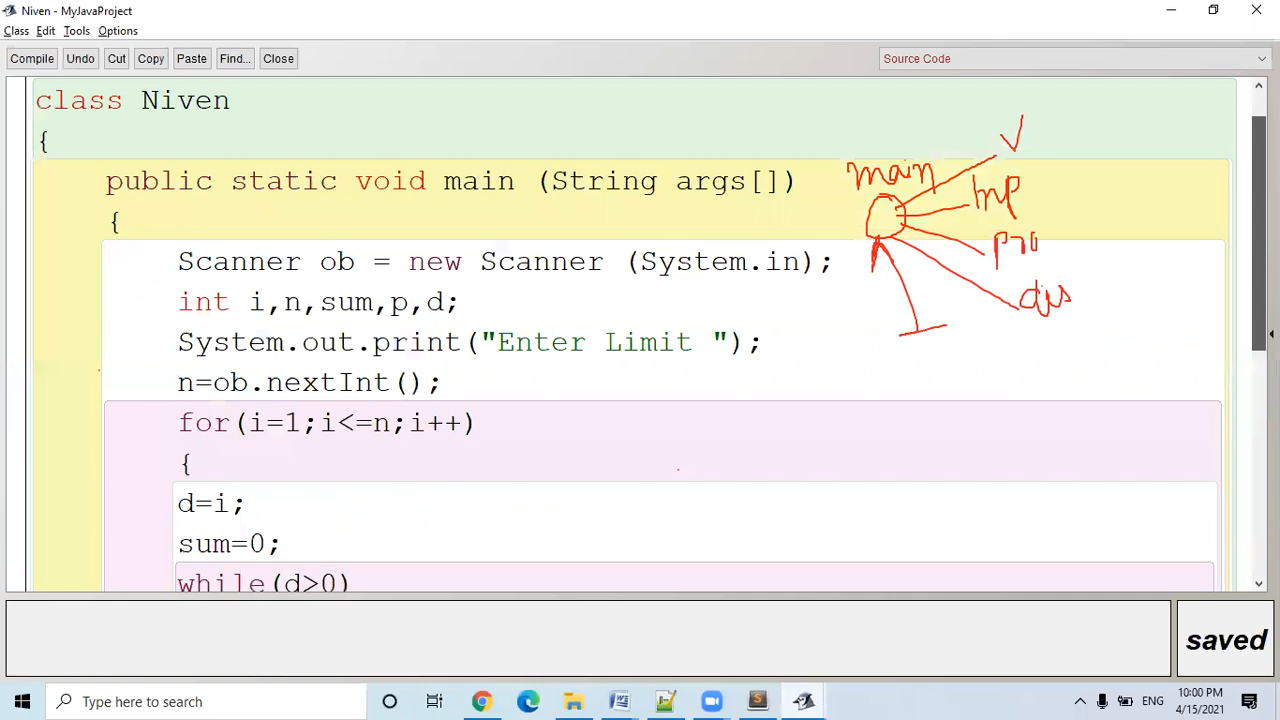 Niven - MyJavaProject
Class Edit Tools Options
Compile Undo Cut Copy Paste Find... Close Source Code
class Niven
{
public static void main (String args[])
{
Scanner ob = new Scanner (System.in);
int i,n,sum,p,d;
System.out.print("Enter Limit ");
n=ob.nextInt();
for(i=1;i<=n;i++)
{
d=i;
sum=0;
while(d>0)
main
V
Inp
pro
dis
saved
Type here to search
ENG
10:00 PM
4/15/2021